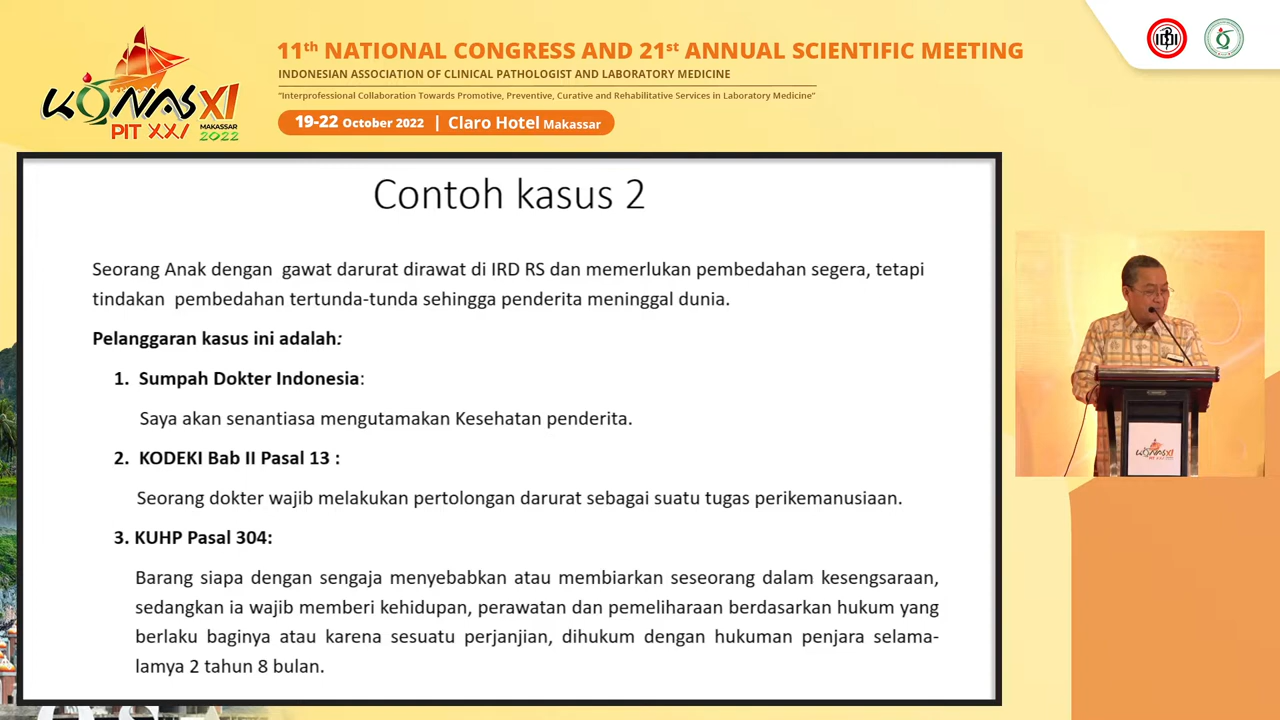 KONAS XI
PIT XXI
MAKASSAR
2022
11th NATIONAL CONGRESS AND 21st ANNUAL SCIENTIFIC MEETING
INDONESIAN ASSOCIATION OF CLINICAL PATHOLOGIST AND LABORATORY MEDICINE
"Interprofessional Collaboration Towards Promotive, Preventive, Curative and Rehabilitative Services in Laboratory Medicine"
19-22 October 2022 | Claro Hotel Makassar
IDI
Contoh kasus 2
Seorang Anak dengan gawat darurat dirawat di IRD RS dan memerlukan pembedahan segera, tetapi
tindakan pembedahan tertunda-tunda sehingga penderita meninggal dunia.
Pelanggaran kasus ini adalah:
1. Sumpah Dokter Indonesia:
Saya akan senantiasa mengutamakan Kesehatan penderita.
2. KODEKI Bab II Pasal 13 :
Seorang dokter wajib melakukan pertolongan darurat sebagai suatu tugas perikemanusiaan.
3. KUHP Pasal 304:
Barang siapa dengan sengaja menyebabkan atau membiarkan seseorang dalam kesengsaraan,
sedangkan ia wajib memberi kehidupan, perawatan dan pemeliharaan berdasarkan hukum yang
berlaku baginya atau karena sesuatu perjanjian, dihukum dengan hukuman penjara selama-
lamya 2 tahun 8 bulan.
KONAS XI
PIT XXI